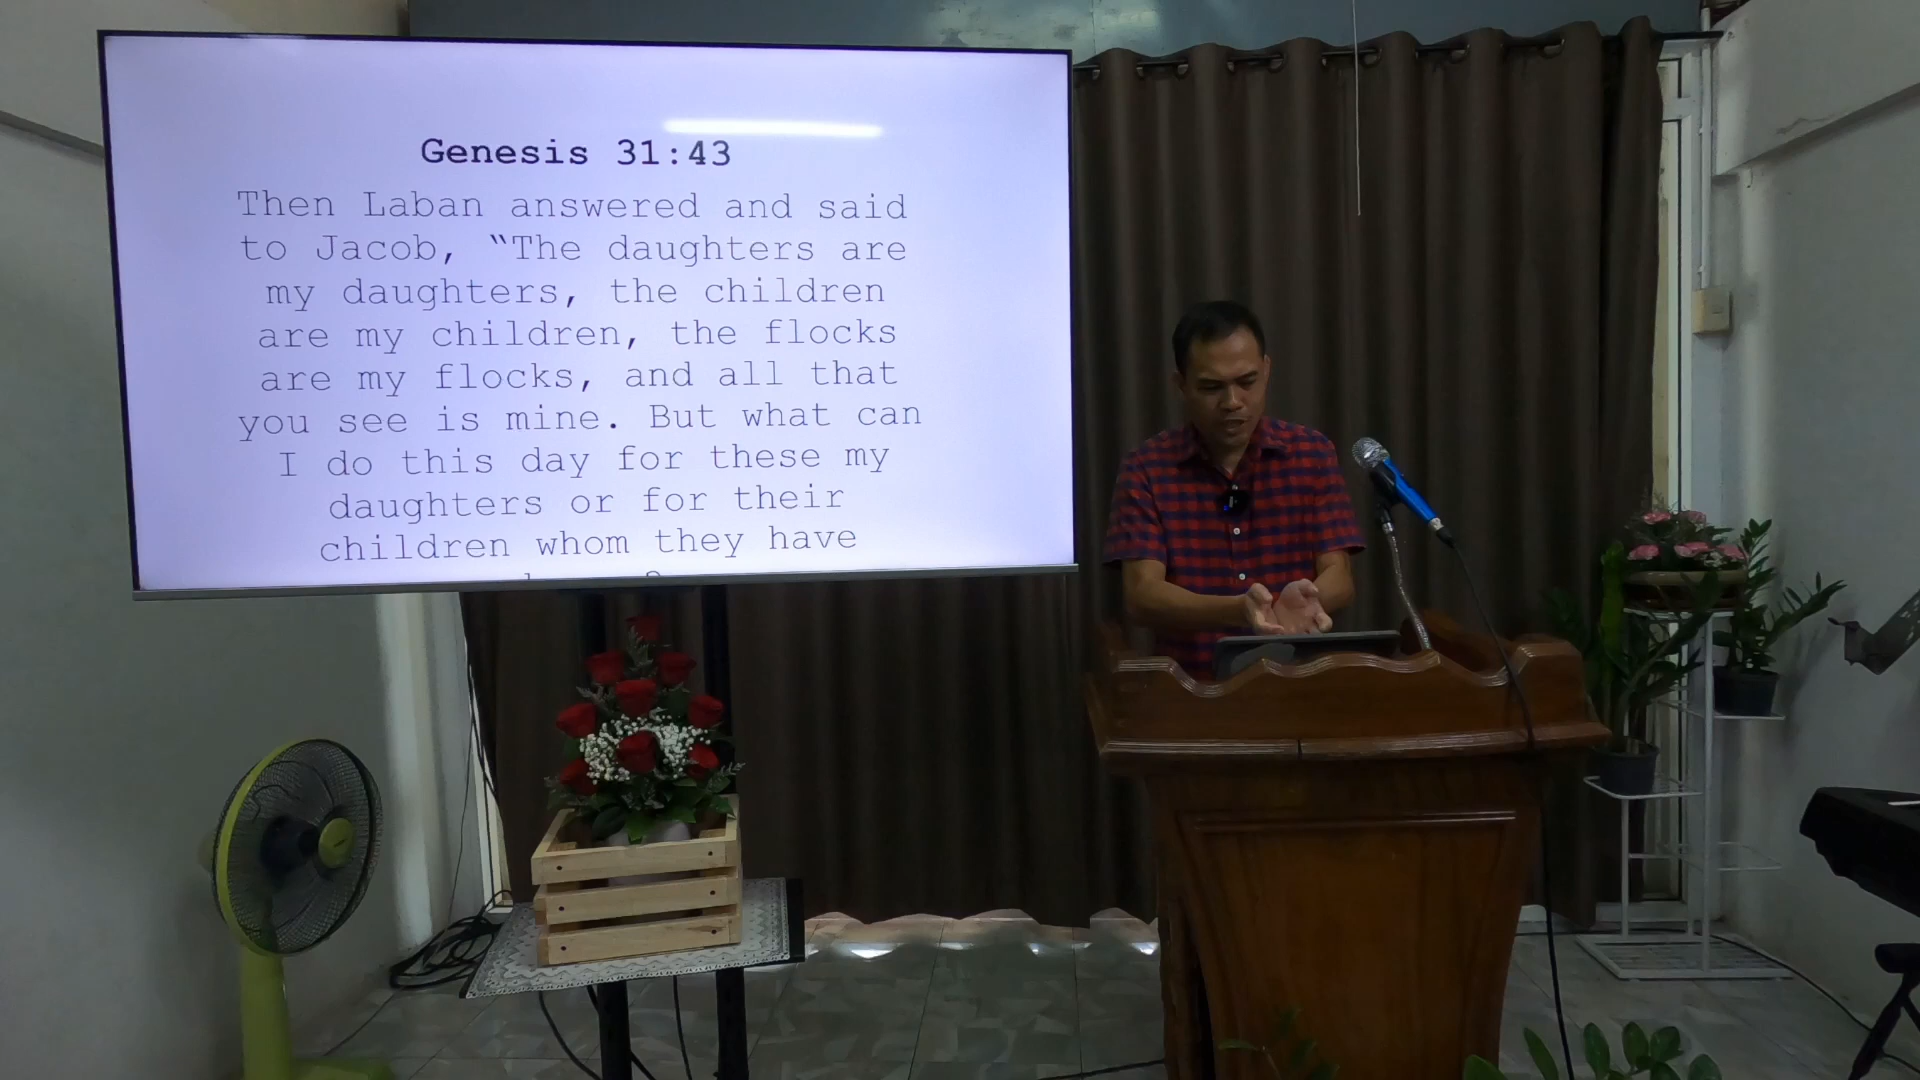 Genesis 31:43
Then Laban answered and said
to Jacob, “The daughters are
my daughters, the children
are my children, the flocks
are my flocks, and all that
you see is mine. But what can
I do this day for these my
daughters or for their
children whom they have